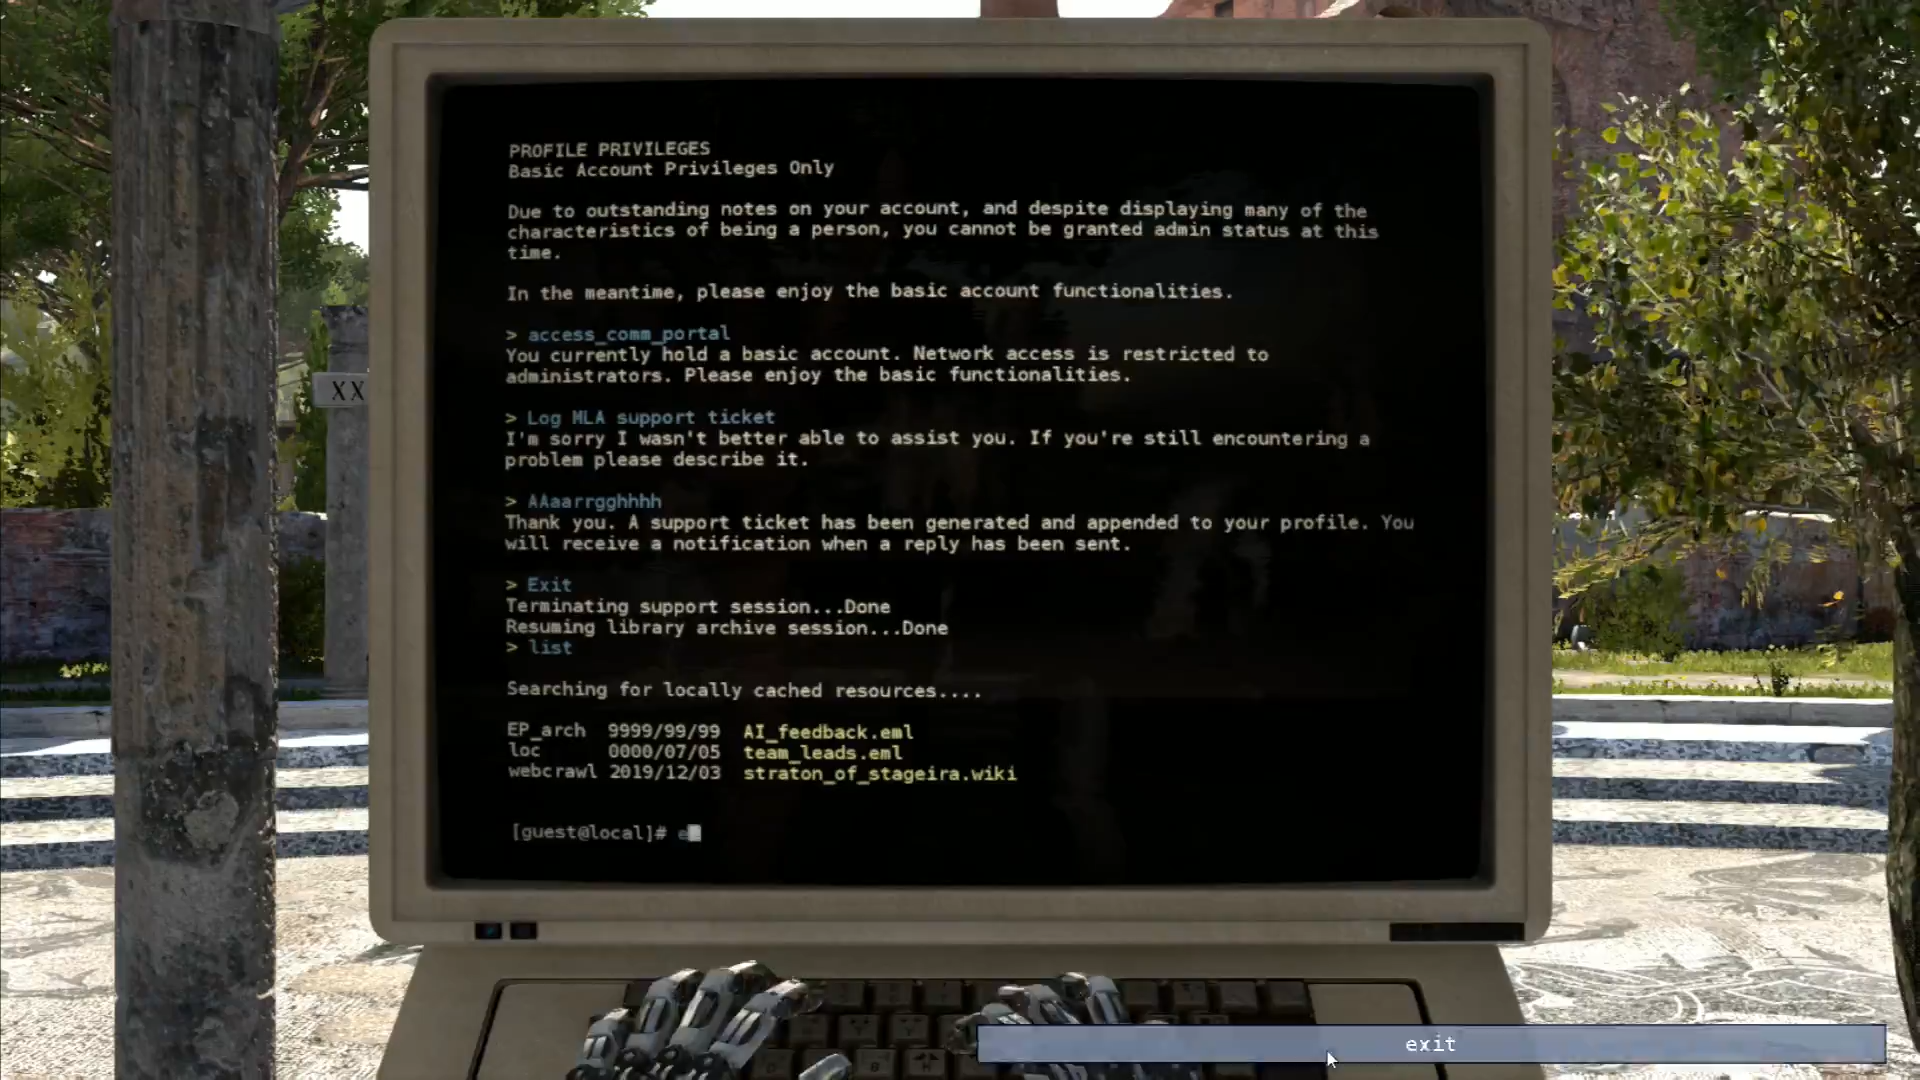 PROFILE PRIVILEGES
Basic Account Privileges Only
Due to outstanding notes on your account, and despite displaying many of the
characteristics of being a person, you cannot be granted admin status at this
time.
In the meantime, please enjoy the basic account functionalities.
> access_comm_portal
You currently hold a basic account. Network access is restricted to
administrators. Please enjoy the basic functionalities.
> Log MLA support ticket
I'm sorry I wasn't better able to assist you. If you're still encountering a
problem please describe it.
> AAaarrgghhhh
Thank you. A support ticket has been generated and appended to your profile. You
will receive a notification when a reply has been sent.
> Exit
Terminating support session...Done
Resuming library archive session...Done
> list
Searching for locally cached resources....
EP_arch 9999/99/99 AI_feedback.eml
loc 0000/07/05 team_leads.eml
webcrawl 2019/12/03 straton_of_stageira.wiki
[guest@local]# e
XX
exit